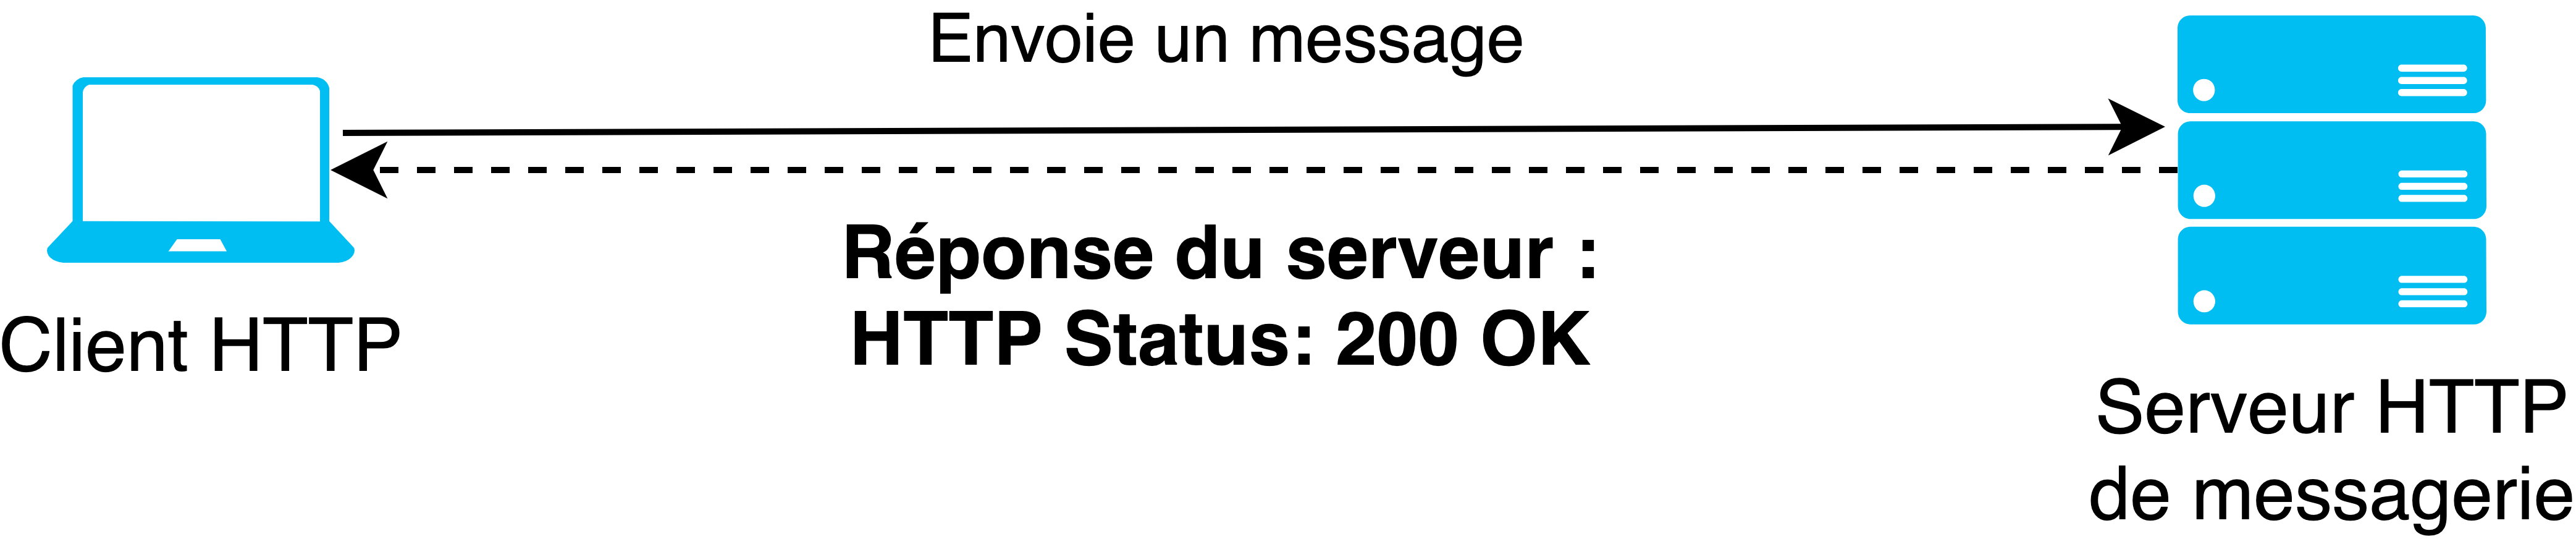 Envoie un message
Réponse du serveur :
HTTP Status: 200 OK
Client HTTP
Serveur HTTP
de messagerie